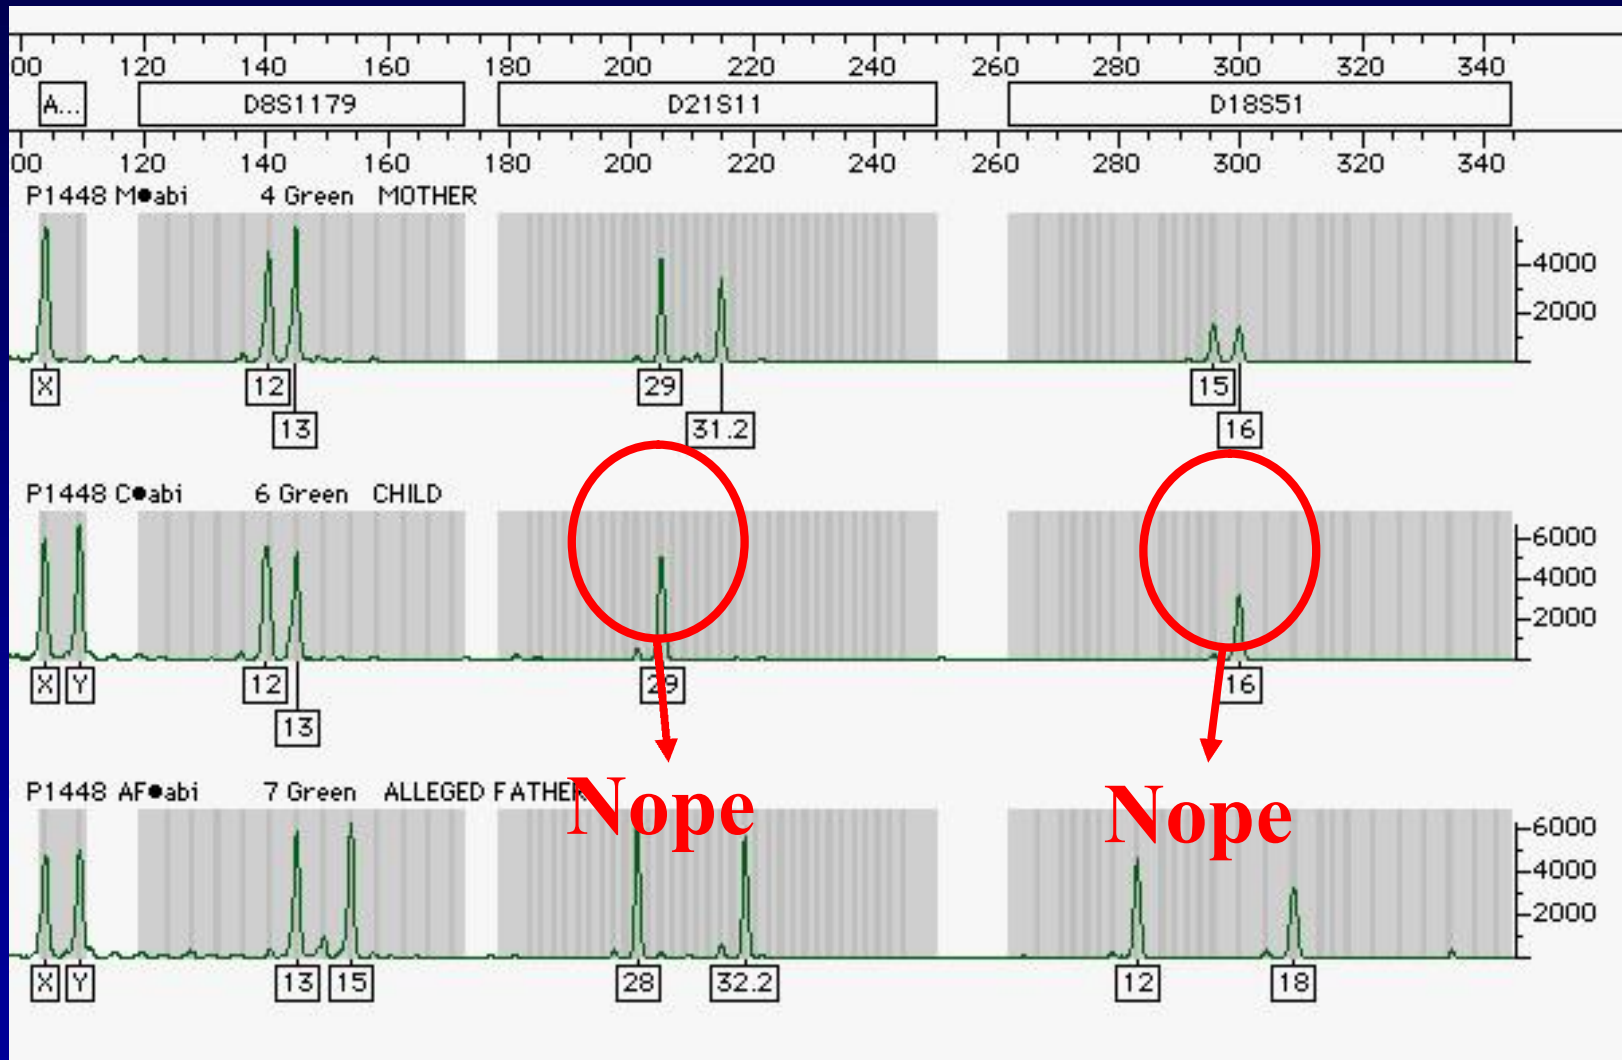 00 120 140 160 180 200 220 240 260 280 300 320 340
A... D8S1179 D21S11 D18S51
00 120 140 160 180 200 220 240 260 280 300 320 340
P1448 M●abi 4 Green MOTHER
4000
2000
X 12 29 15
13 31.2 16
P1448 C●abi 6 Green CHILD
6000
4000
2000
X Y 12 29 16
13
P1448 AF●abi 7 Green ALLEGED FATHER
Nope Nope
6000
4000
2000
X Y 13 15 28 32.2 12 18